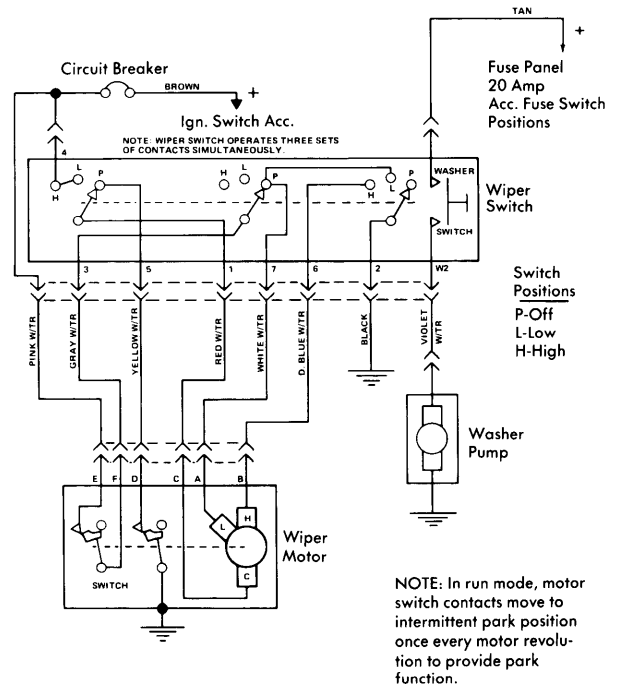 TAN
+
Fuse Panel
20 Amp
Acc. Fuse Switch
Positions
Circuit Breaker
BROWN
+
Ign. Switch Acc.
NOTE: WIPER SWITCH OPERATES THREE SETS
OF CONTACTS SIMULTANEOUSLY.
4
L
P
H
H
L
P
H
L
P
WASHER
SWITCH
Wiper
Switch
3
5
1
7
6
2
W2
Switch
Positions
P-Off
L-Low
H-High
PINK W/TR
GRAY W/TR
YELLOW W/TR
RED W/TR
WHITE W/TR
D. BLUE W/TR
BLACK
VIOLET
W/TR
Washer
Pump
E
F
D
C
A
B
L
H
C
SWITCH
Wiper
Motor
NOTE: In run mode, motor
switch contacts move to
intermittent park position
once every motor revolu-
tion to provide park
function.